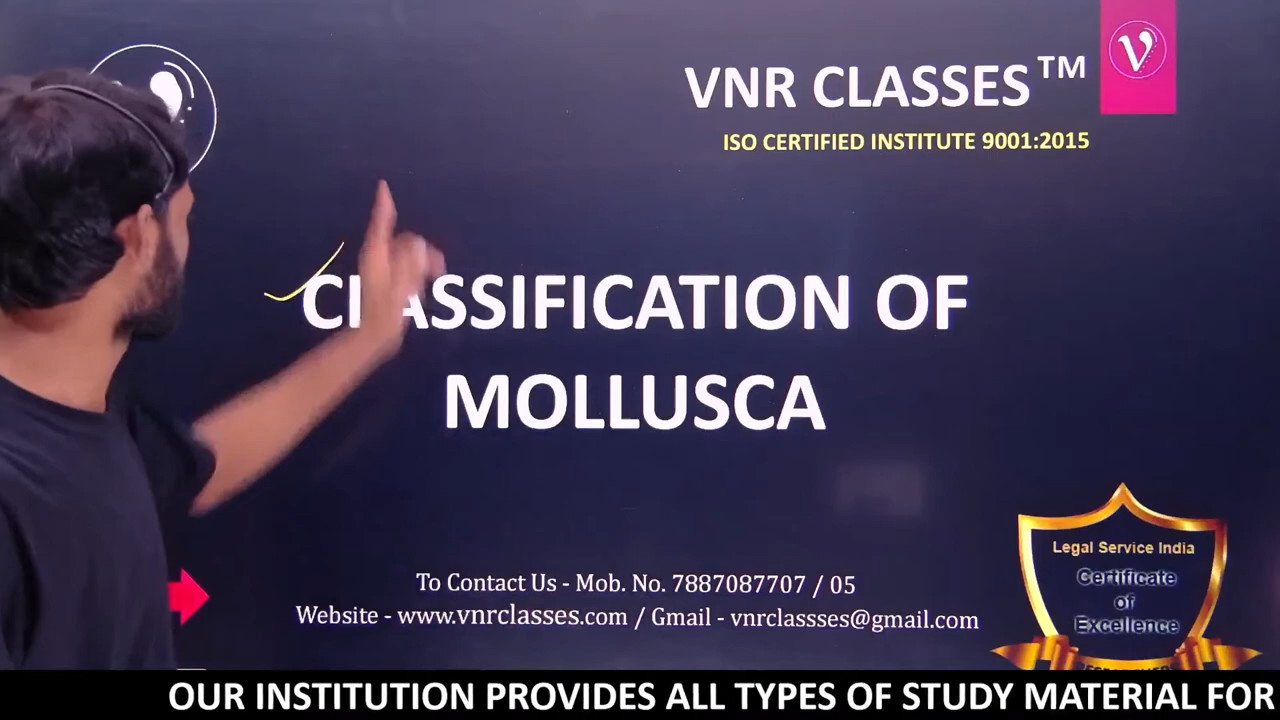 VNR CLASSES™
V
ISO CERTIFIED INSTITUTE 9001:2015
CLASSIFICATION OF
MOLLUSCA
Legal Service India
Certificate
of
Excellence
To Contact Us - Mob. No. 7887087707 / 05
Website - www.vnrclasses.com / Gmail - vnrclassses@gmail.com
OUR INSTITUTION PROVIDES ALL TYPES OF STUDY MATERIAL FOR